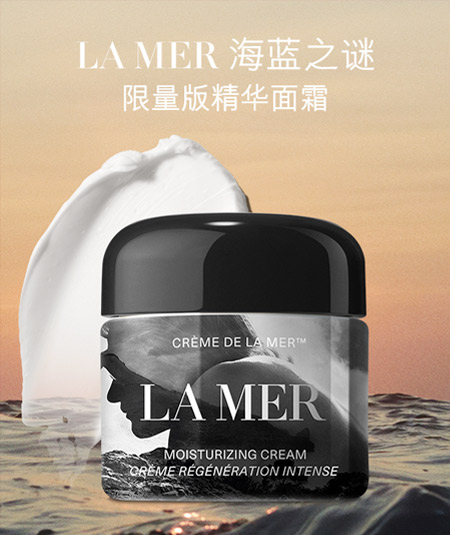 LA MER 海蓝之谜
限量版精华面霜
CRÈME DE LA MER™
LA MER
MOISTURIZING CREAM
CRÈME RÉGÉNÉRATION INTENSE